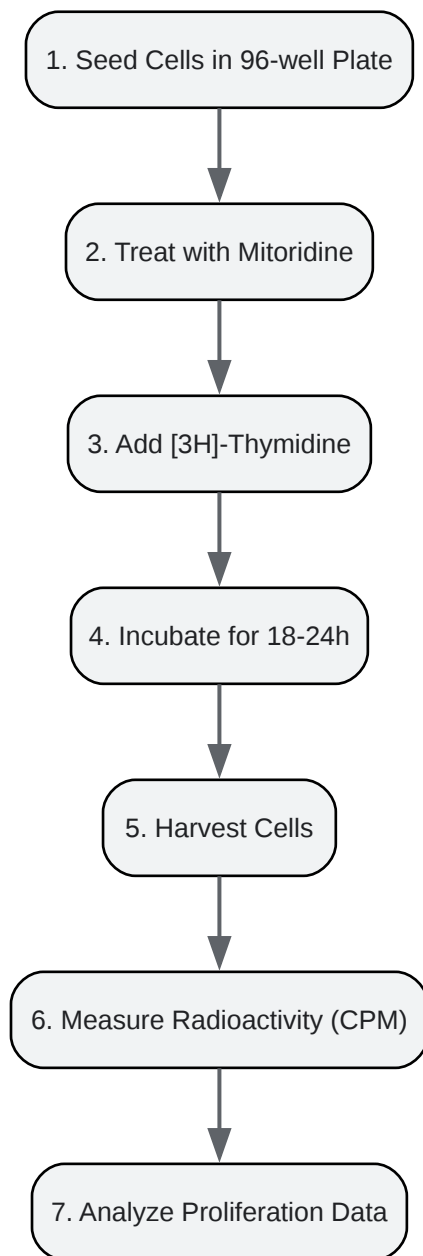 1. Seed Cells in 96-well Plate
2. Treat with Mitoridine
3. Add [3H]-Thymidine
4. Incubate for 18-24h
5. Harvest Cells
6. Measure Radioactivity (CPM)
7. Analyze Proliferation Data